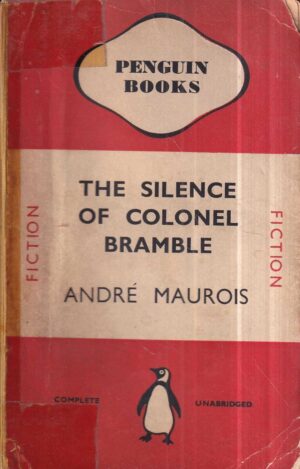 PENGUIN
BOOKS
THE SILENCE
OF COLONEL
BRAMBLE
ANDRÉ MAUROIS
FICTION
FICTION
COMPLETE
UNABRIDGED